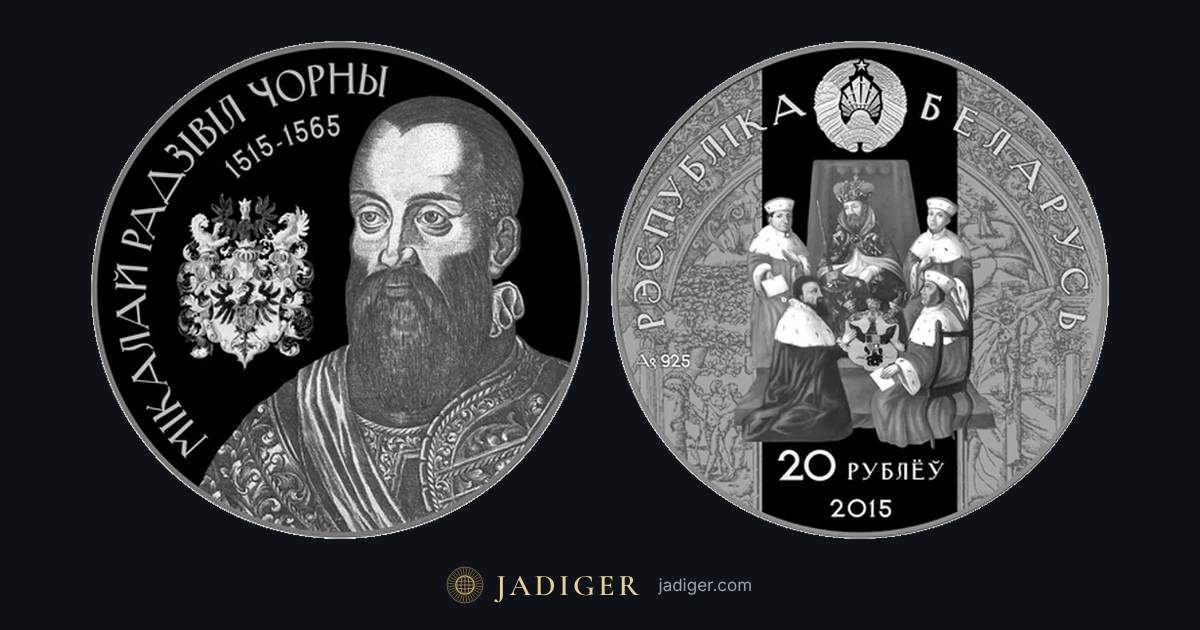 МІКАЛАЙ РАДЗІВІЛ ЧОРНЫ
1515-1565
РЭСПУБЛІКА БЕЛАРУСЬ
Ag 925
20 РУБЛЁЎ
2015
JADIGER jadiger.com